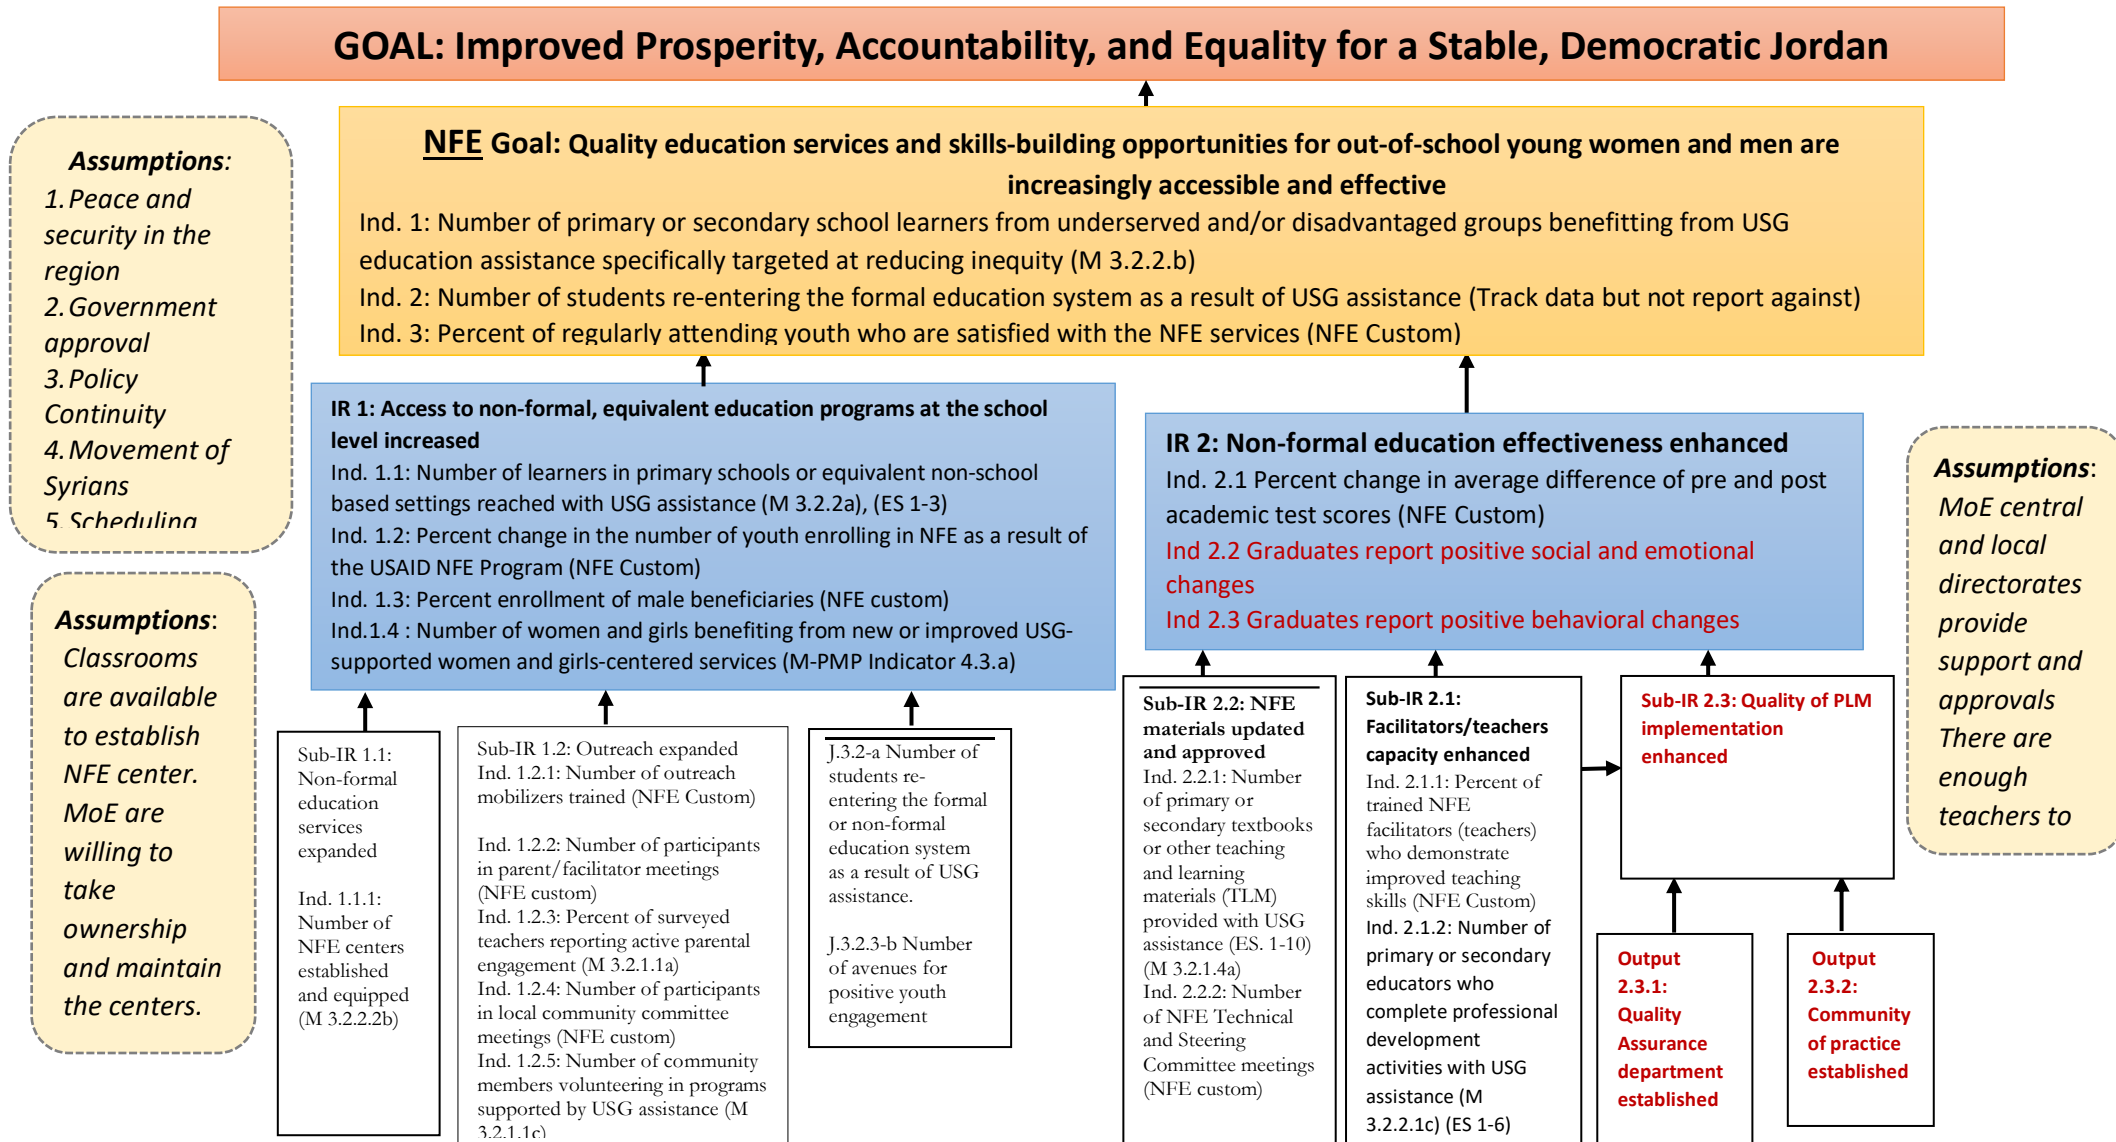 GOAL: Improved Prosperity, Accountability, and Equality for a Stable, Democratic Jordan
NFE Goal: Quality education services and skills-building opportunities for out-of-school young women and men are
increasingly accessible and effective
Ind. 1: Number of primary or secondary school learners from underserved and/or disadvantaged groups benefitting from USG
education assistance specifically targeted at reducing inequity (M 3.2.2.b)
Ind. 2: Number of students re-entering the formal education system as a result of USG assistance (Track data but not report against)
Ind. 3: Percent of regularly attending youth who are satisfied with the NFE services (NFE Custom)
Assumptions:
1. Peace and
security in the
region
2. Government
approval
3. Policy
Continuity
4. Movement of
Syrians
5. Scheduling
Assumptions:
Classrooms
are available
to establish
NFE center.
MoE are
willing to
take
ownership
and maintain
the centers.
IR 1: Access to non-formal, equivalent education programs at the school
level increased
Ind. 1.1: Number of learners in primary schools or equivalent non-school
based settings reached with USG assistance (M 3.2.2a), (ES 1-3)
Ind. 1.2: Percent change in the number of youth enrolling in NFE as a result of
the USAID NFE Program (NFE Custom)
Ind. 1.3: Percent enrollment of male beneficiaries (NFE custom)
Ind.1.4 : Number of women and girls benefiting from new or improved USG-
supported women and girls-centered services (M-PMP Indicator 4.3.a)
IR 2: Non-formal education effectiveness enhanced
Ind. 2.1 Percent change in average difference of pre and post
academic test scores (NFE Custom)
Ind 2.2 Graduates report positive social and emotional
changes
Ind 2.3 Graduates report positive behavioral changes
Assumptions:
MoE central
and local
directorates
provide
support and
approvals
There are
enough
teachers to
Sub-IR 1.1:
Non-formal
education
services
expanded
Ind. 1.1.1:
Number of
NFE centers
established
and equipped
(M 3.2.2.2b)
Sub-IR 1.2: Outreach expanded
Ind. 1.2.1: Number of outreach
mobilizers trained (NFE Custom)
Ind. 1.2.2: Number of participants
in parent/facilitator meetings
(NFE custom)
Ind. 1.2.3: Percent of surveyed
teachers reporting active parental
engagement (M 3.2.1.1a)
Ind. 1.2.4: Number of participants
in local community committee
meetings (NFE custom)
Ind. 1.2.5: Number of community
members volunteering in programs
supported by USG assistance (M
3.2.1.1c)
J.3.2-a Number of
students re-
entering the formal
or non-formal
education system
as a result of USG
assistance.
J.3.2.3-b Number
of avenues for
positive youth
engagement
Sub-IR 2.2: NFE
materials updated
and approved
Ind. 2.2.1: Number
of primary or
secondary textbooks
or other teaching
and learning
materials (TLM)
provided with USG
assistance (ES. 1-10)
(M 3.2.1.4a)
Ind. 2.2.2: Number
of NFE Technical
and Steering
Committee meetings
(NFE custom)
Sub-IR 2.1:
Facilitators/teachers
capacity enhanced
Ind. 2.1.1: Percent of
trained NFE
facilitators (teachers)
who demonstrate
improved teaching
skills (NFE Custom)
Ind. 2.1.2: Number of
primary or secondary
educators who
complete professional
development
activities with USG
assistance (M
3.2.2.1c) (ES 1-6)
Sub-IR 2.3: Quality of PLM
implementation
enhanced
Output
2.3.1:
Quality
Assurance
department
established
Output
2.3.2:
Community
of practice
established